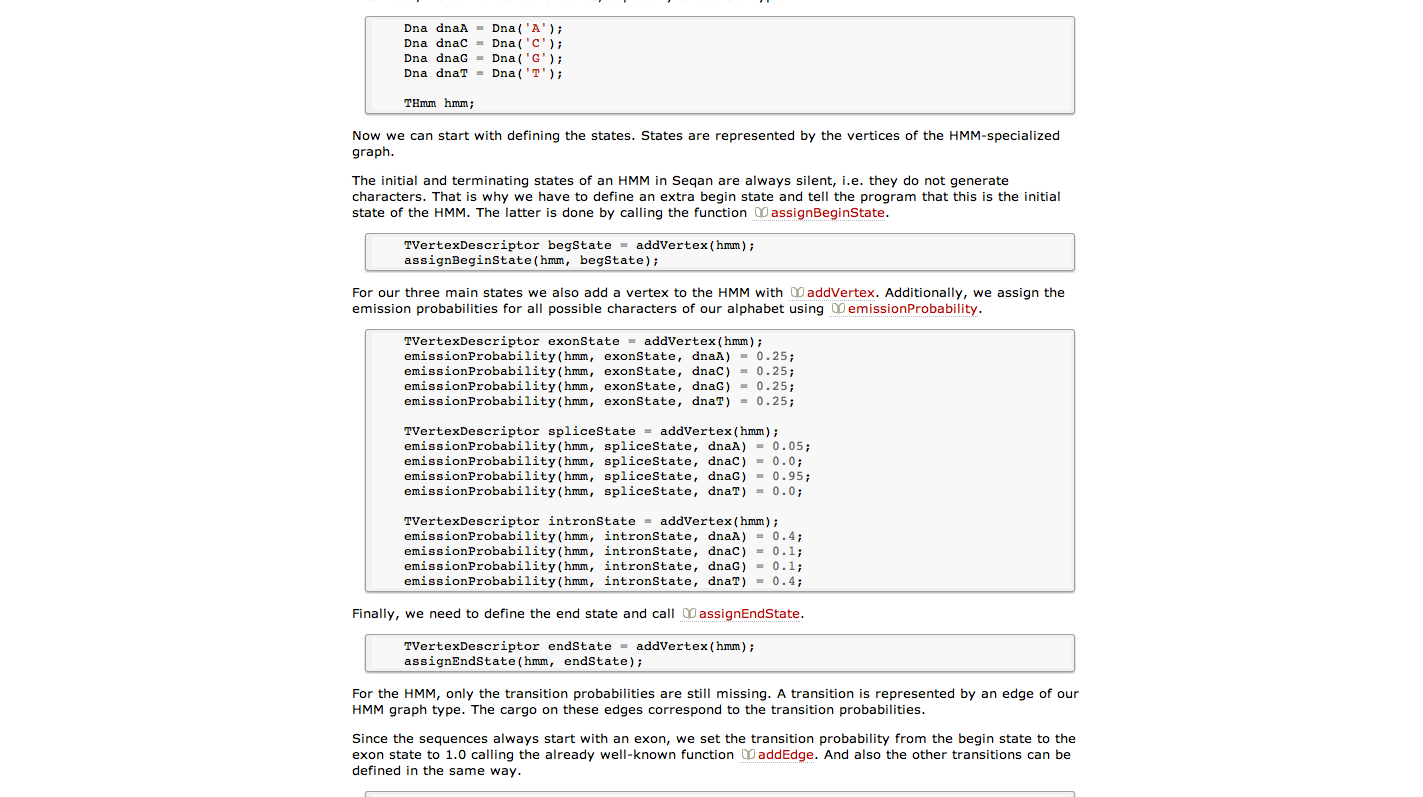 Dna dnaA = Dna('A');
Dna dnaC = Dna('C');
Dna dnaG = Dna('G');
Dna dnaT = Dna('T');
THmm hmm;
Now we can start with defining the states. States are represented by the vertices of the HMM-specialized
graph.
The initial and terminating states of an HMM in Seqan are always silent, i.e. they do not generate
characters. That is why we have to define an extra begin state and tell the program that this is the initial
state of the HMM. The latter is done by calling the function assignBeginState.
TVertexDescriptor begState = addVertex(hmm);
assignBeginState(hmm, begState);
For our three main states we also add a vertex to the HMM with addVertex. Additionally, we assign the
emission probabilities for all possible characters of our alphabet using emissionProbability.
TVertexDescriptor exonState = addVertex(hmm);
emissionProbability(hmm, exonState, dnaA) = 0.25;
emissionProbability(hmm, exonState, dnaC) = 0.25;
emissionProbability(hmm, exonState, dnaG) = 0.25;
emissionProbability(hmm, exonState, dnaT) = 0.25;
TVertexDescriptor spliceState = addVertex(hmm);
emissionProbability(hmm, spliceState, dnaA) = 0.05;
emissionProbability(hmm, spliceState, dnaC) = 0.0;
emissionProbability(hmm, spliceState, dnaG) = 0.95;
emissionProbability(hmm, spliceState, dnaT) = 0.0;
TVertexDescriptor intronState = addVertex(hmm);
emissionProbability(hmm, intronState, dnaA) = 0.4;
emissionProbability(hmm, intronState, dnaC) = 0.1;
emissionProbability(hmm, intronState, dnaG) = 0.1;
emissionProbability(hmm, intronState, dnaT) = 0.4;
Finally, we need to define the end state and call assignEndState.
TVertexDescriptor endState = addVertex(hmm);
assignEndState(hmm, endState);
For the HMM, only the transition probabilities are still missing. A transition is represented by an edge of our
HMM graph type. The cargo on these edges correspond to the transition probabilities.
Since the sequences always start with an exon, we set the transition probability from the begin state to the
exon state to 1.0 calling the already well-known function addEdge. And also the other transitions can be
defined in the same way.